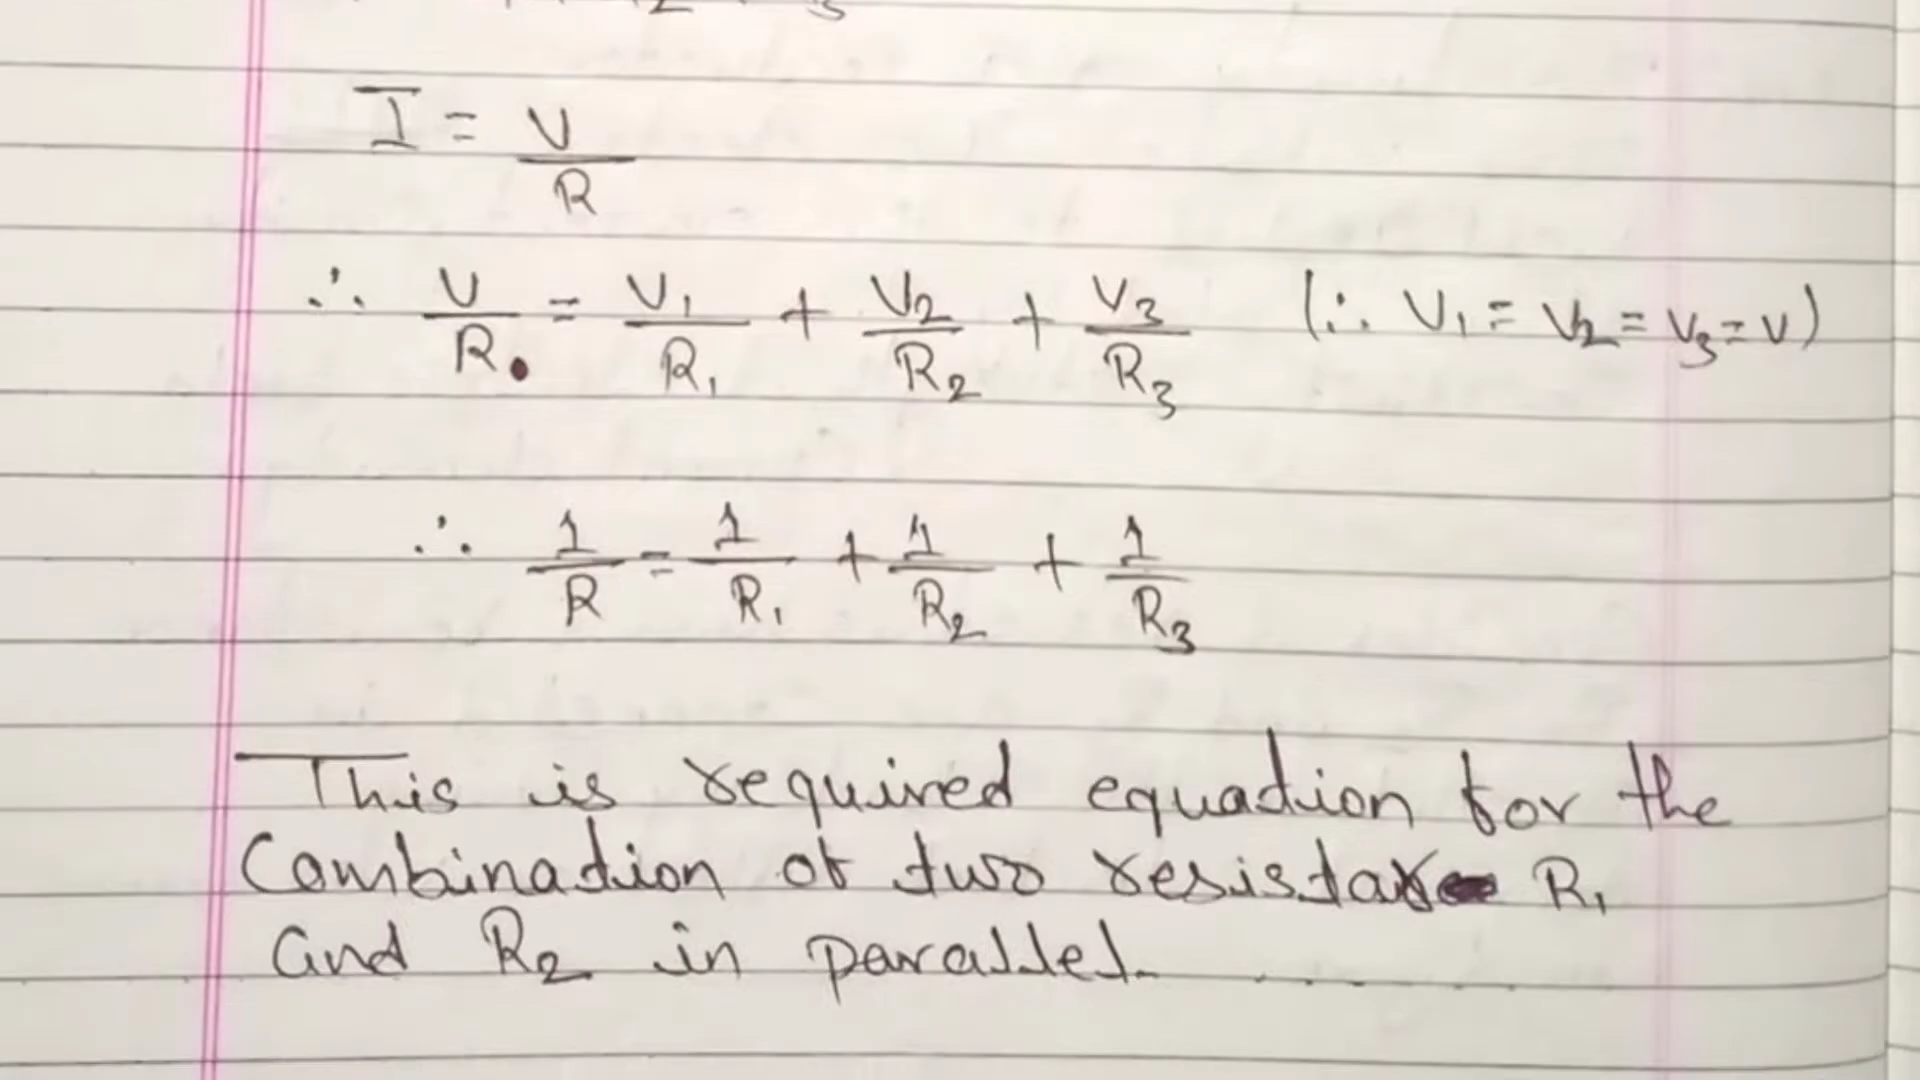 I = V/R
∴ V/R = V₁/R₁ + V₂/R₂ + V₃/R₃ (∴ V₁ = V₂ = V₃ = V)
∴ 1/R = 1/R₁ + 1/R₂ + 1/R₃
This is required equation for the
Combination of two resistor R₁
and R₂ in parallel.......